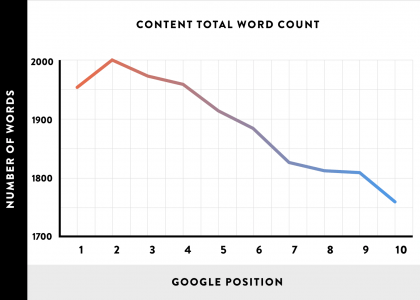 CONTENT TOTAL WORD COUNT
NUMBER OF WORDS
2000
1900
1800
1700
1 2 3 4 5 6 7 8 9 10
GOOGLE POSITION